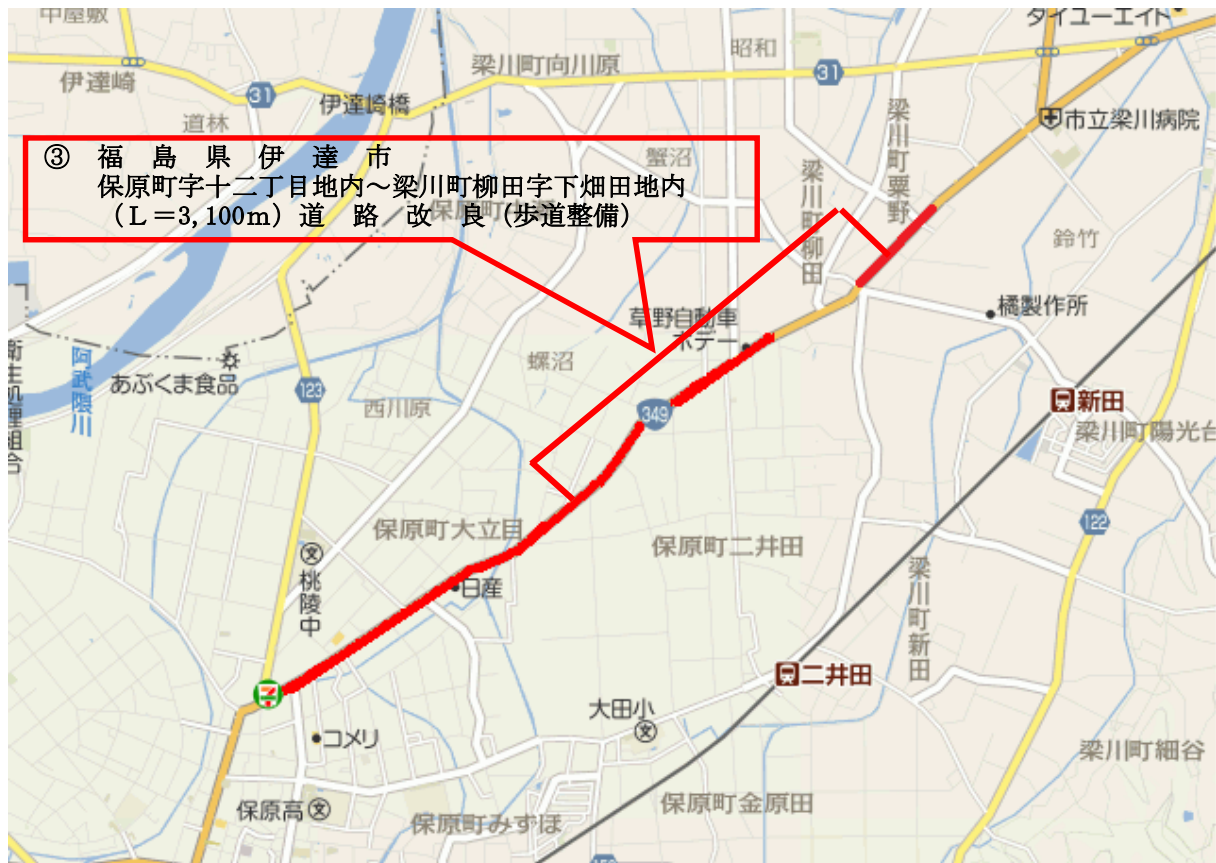 中屋敷
ダイユーエイト
昭和
梁川町向川原
伊達崎
31
31
伊達崎橋
道林
市立梁川病院
梁川町粟野
③ 福 島 県 伊 達 市
保原町字十二丁目地内～梁川町柳田字下畑田地内
(L=3,100m) 道 路 改 良 (歩道整備)
蟹沼
梁川町柳田
鈴竹
橘製作所
草野自動車
ボデー
衛生処理組合
阿武隈川
あぶくま食品
螺沼
123
西川原
349
新田
梁川町陽光台
122
保原町大立目
保原町二井田
桃陵中
日産
梁川町新田
二井田
大田小
コメリ
梁川町細谷
保原高
保原町みずほ
保原町金原田